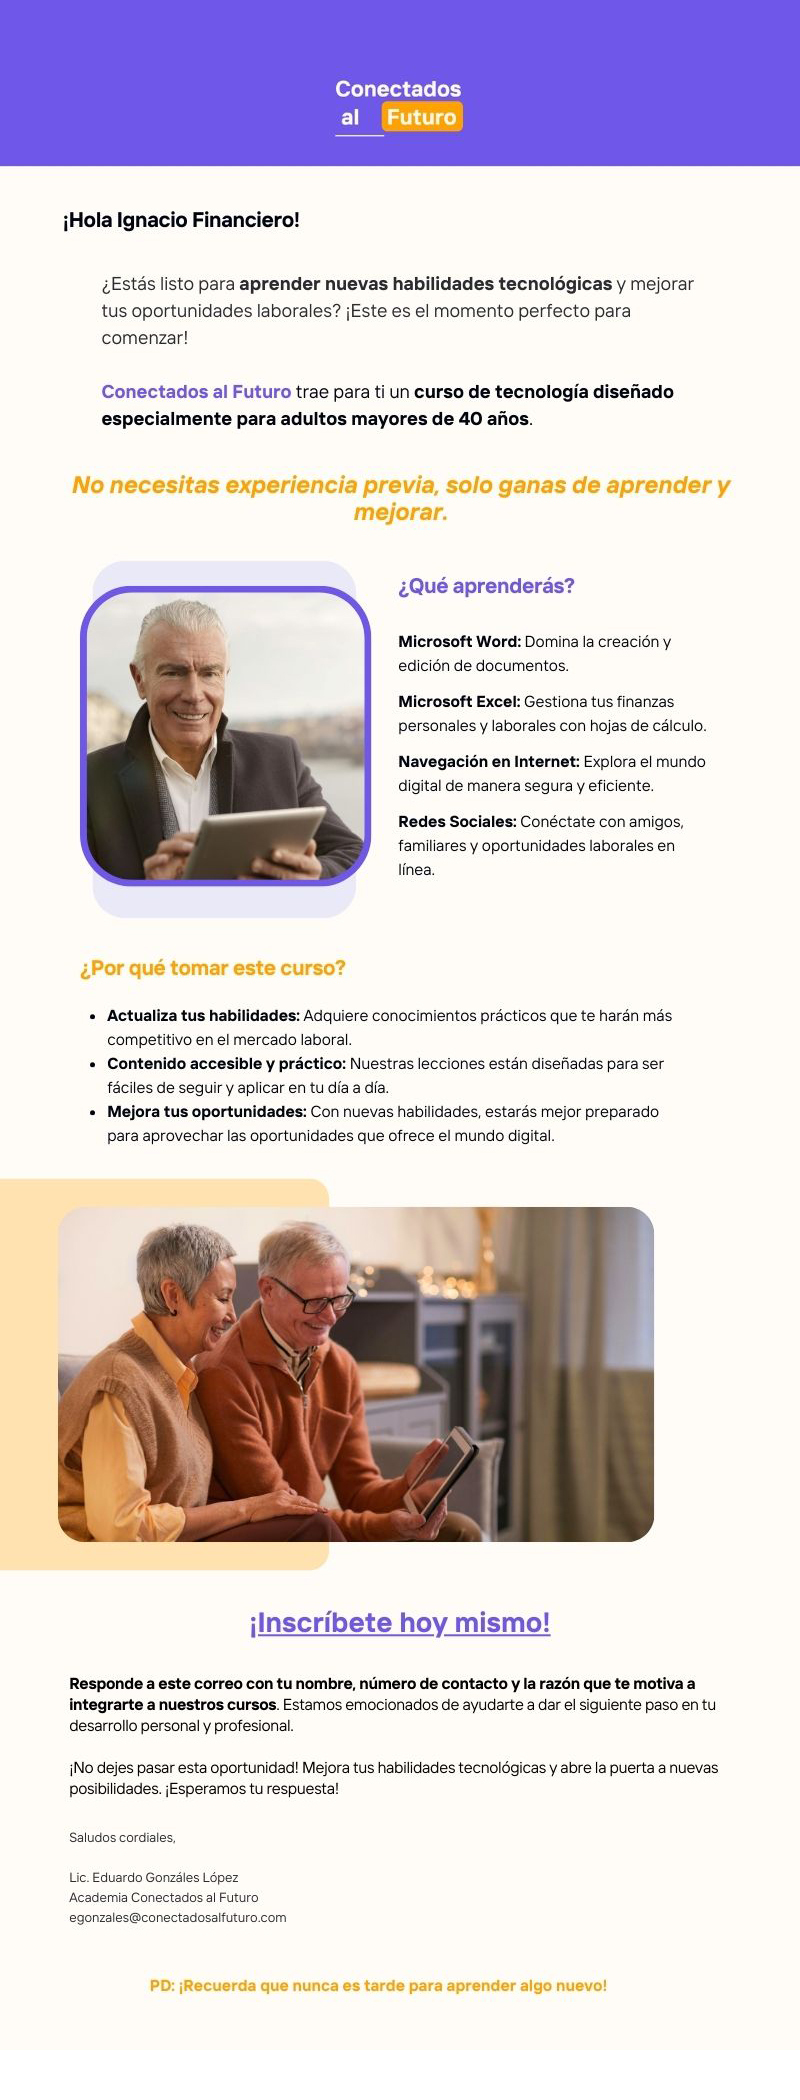 Conectados
al Futuro
¡Hola Ignacio Financiero!
¿Estás listo para aprender nuevas habilidades tecnológicas y mejorar
tus oportunidades laborales? ¡Este es el momento perfecto para
comenzar!
Conectados al Futuro trae para ti un curso de tecnología diseñado
especialmente para adultos mayores de 40 años.
No necesitas experiencia previa, solo ganas de aprender y
mejorar.
¿Qué aprenderás?
Microsoft Word: Domina la creación y
edición de documentos.
Microsoft Excel: Gestiona tus finanzas
personales y laborales con hojas de cálculo.
Navegación en Internet: Explora el mundo
digital de manera segura y eficiente.
Redes Sociales: Conéctate con amigos,
familiares y oportunidades laborales en
línea.
¿Por qué tomar este curso?
• Actualiza tus habilidades: Adquiere conocimientos prácticos que te harán más
competitivo en el mercado laboral.
• Contenido accesible y práctico: Nuestras lecciones están diseñadas para ser
fáciles de seguir y aplicar en tu día a día.
• Mejora tus oportunidades: Con nuevas habilidades, estarás mejor preparado
para aprovechar las oportunidades que ofrece el mundo digital.
¡Inscríbete hoy mismo!
Responde a este correo con tu nombre, número de contacto y la razón que te motiva a
integrarte a nuestros cursos. Estamos emocionados de ayudarte a dar el siguiente paso en tu
desarrollo personal y profesional.
¡No dejes pasar esta oportunidad! Mejora tus habilidades tecnológicas y abre la puerta a nuevas
posibilidades. ¡Esperamos tu respuesta!
Saludos cordiales,
Lic. Eduardo Gonzáles López
Academia Conectados al Futuro
egonzales@conectadosalfuturo.com
PD: ¡Recuerda que nunca es tarde para aprender algo nuevo!